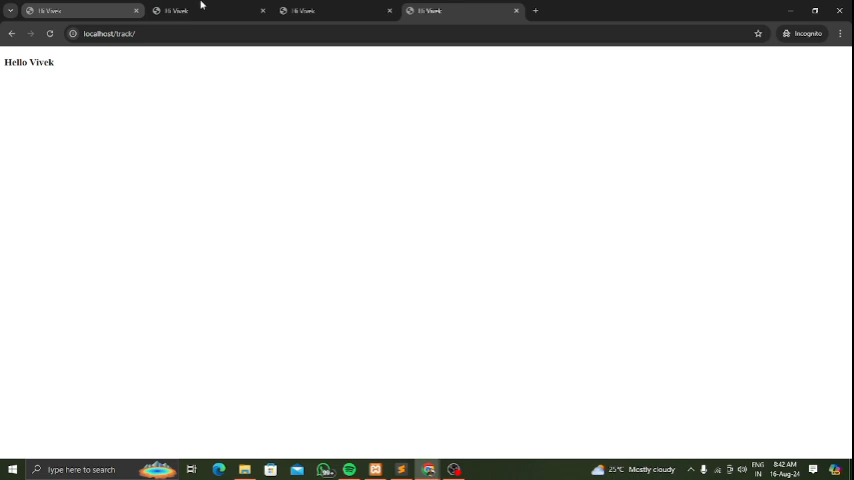 Hi Vivek
Hi Vivek
Hi Vivek
Hi Vivek
localhost/track/
Incognito
Hello Vivek
Type here to search
99+
25°C Mostly cloudy
ENG
IN
8:42 AM
16-Aug-24